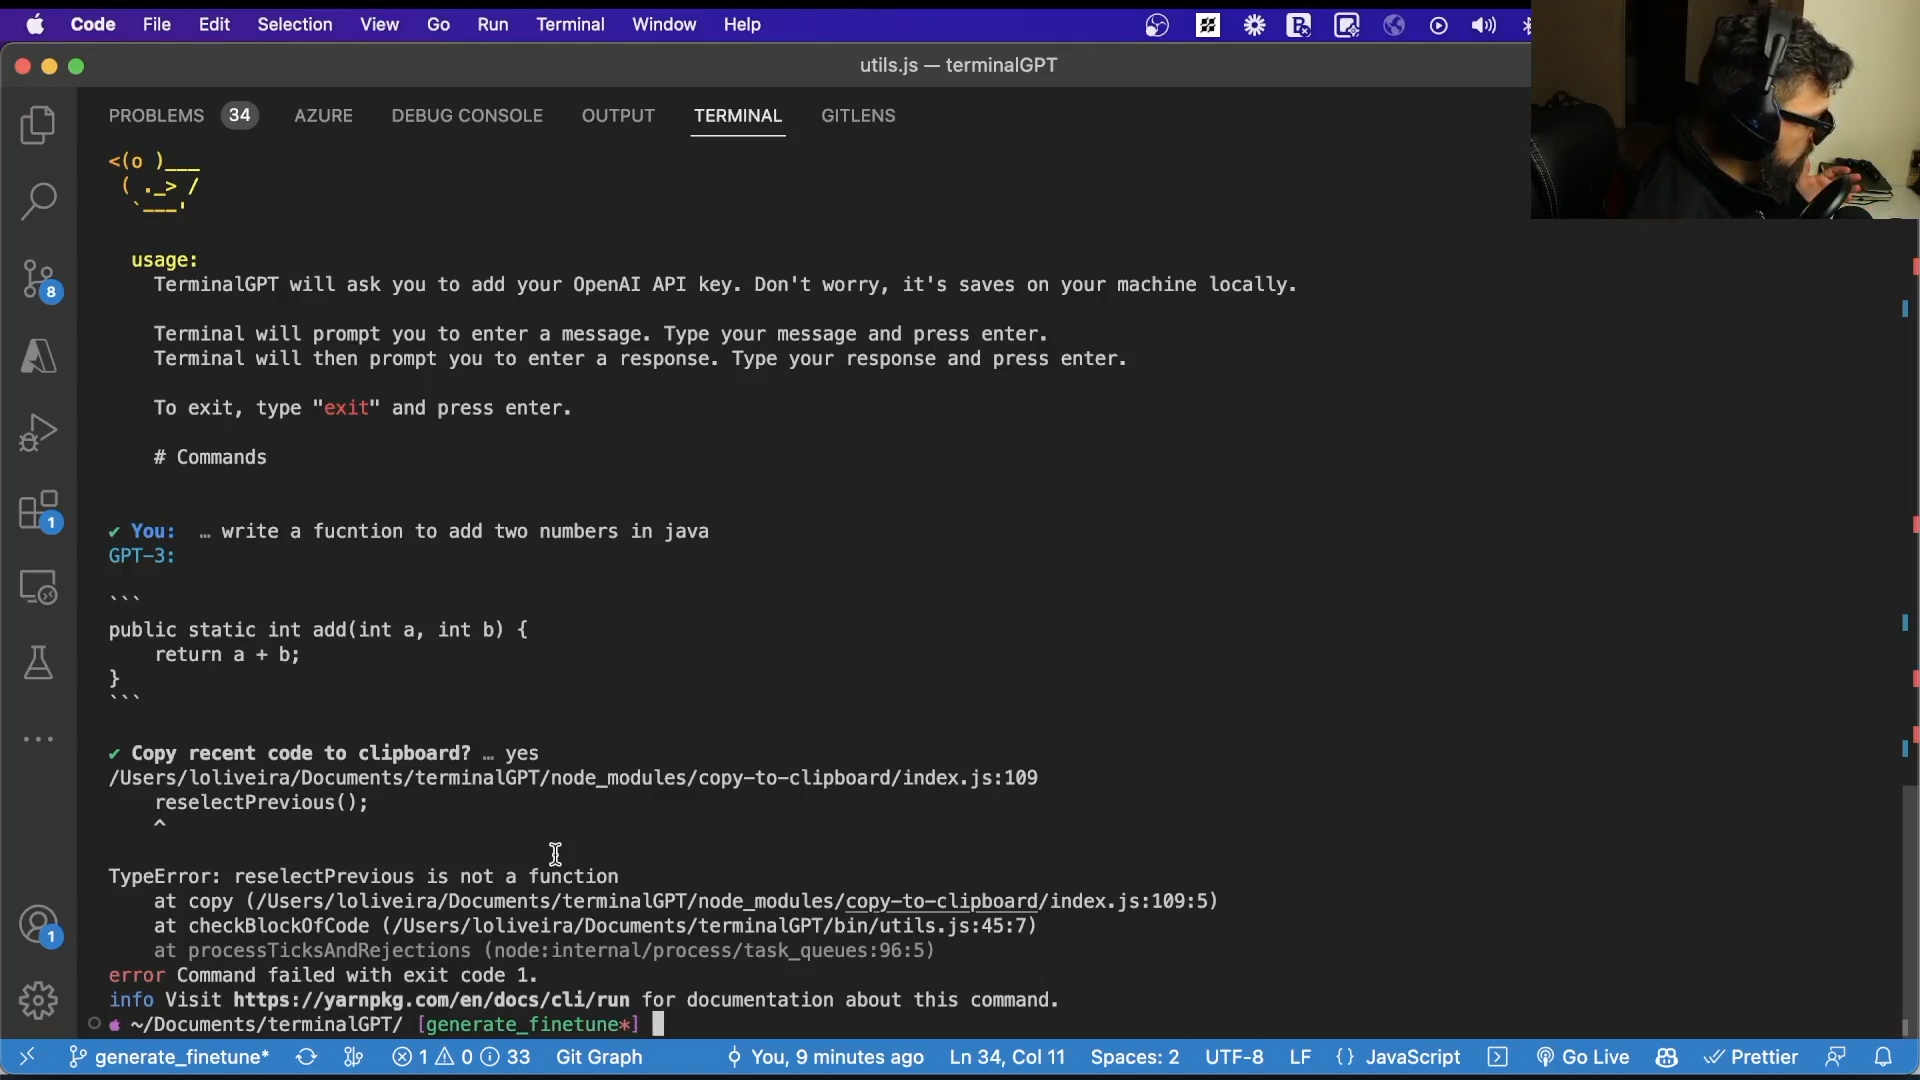 Code File Edit Selection View Go Run Terminal Window Help
utils.js — terminalGPT
PROBLEMS 34 AZURE DEBUG CONSOLE OUTPUT TERMINAL GITLENS
<(o )___
( ._> /
`___'
usage:
TerminalGPT will ask you to add your OpenAI API key. Don't worry, it's saves on your machine locally.
Terminal will prompt you to enter a message. Type your message and press enter.
Terminal will then prompt you to enter a response. Type your response and press enter.
To exit, type "exit" and press enter.
# Commands
✔ You: … write a fucntion to add two numbers in java
GPT-3:
```
public static int add(int a, int b) {
return a + b;
}
```
✔ Copy recent code to clipboard? … yes
/Users/loliveira/Documents/terminalGPT/node_modules/copy-to-clipboard/index.js:109
reselectPrevious();
^
TypeError: reselectPrevious is not a function
at copy (/Users/loliveira/Documents/terminalGPT/node_modules/copy-to-clipboard/index.js:109:5)
at checkBlockOfCode (/Users/loliveira/Documents/terminalGPT/bin/utils.js:45:7)
at processTicksAndRejections (node:internal/process/task_queues:96:5)
error Command failed with exit code 1.
info Visit https://yarnpkg.com/en/docs/cli/run for documentation about this command.
~/Documents/terminalGPT/ [generate_finetune*]
8
1
1
generate_finetune* 1 0 33 Git Graph You, 9 minutes ago Ln 34, Col 11 Spaces: 2 UTF-8 LF {} JavaScript Go Live Prettier